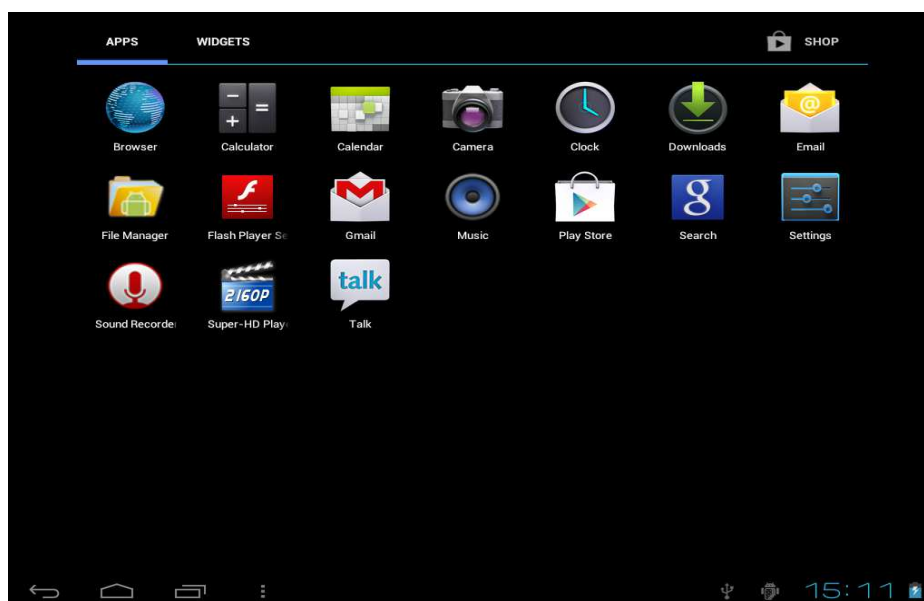 APPS WIDGETS SHOP
Browser Calculator Calendar Camera Clock Downloads Email
File Manager Flash Player Se Gmail Music Play Store Search Settings
2160P talk
Sound Recorder Super-HD Play Talk
15:11